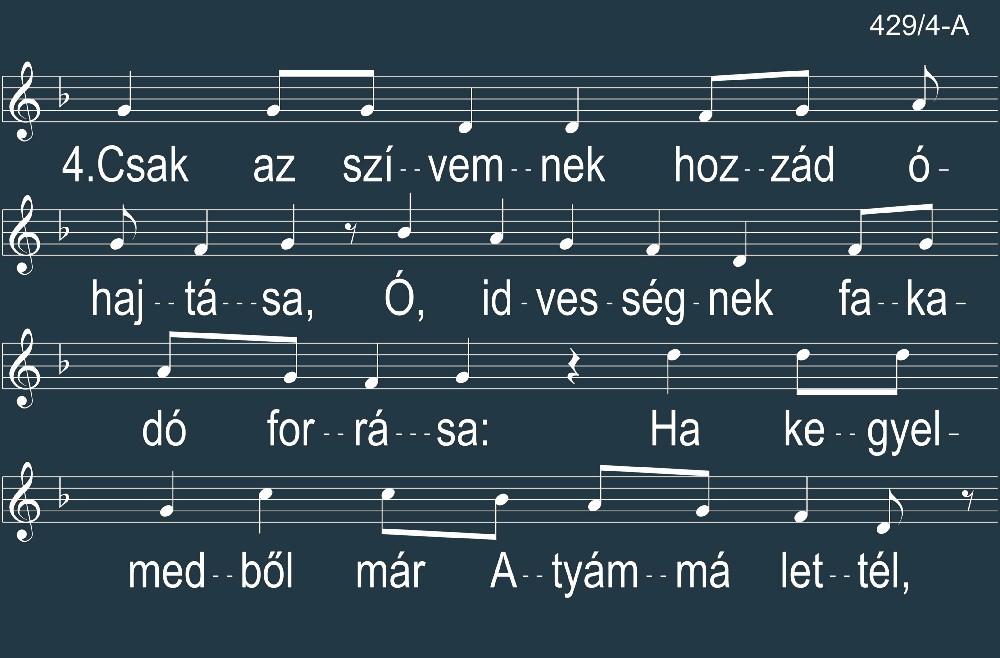 429/4-A
4.Csak az szí--vem--nek hoz--zád ó-
haj--tá---sa, Ó, id-ves-ség-nek fa--ka-
dó for--rá---sa: Ha ke--gyel-
med--ből már A--tyám--má let--tél,